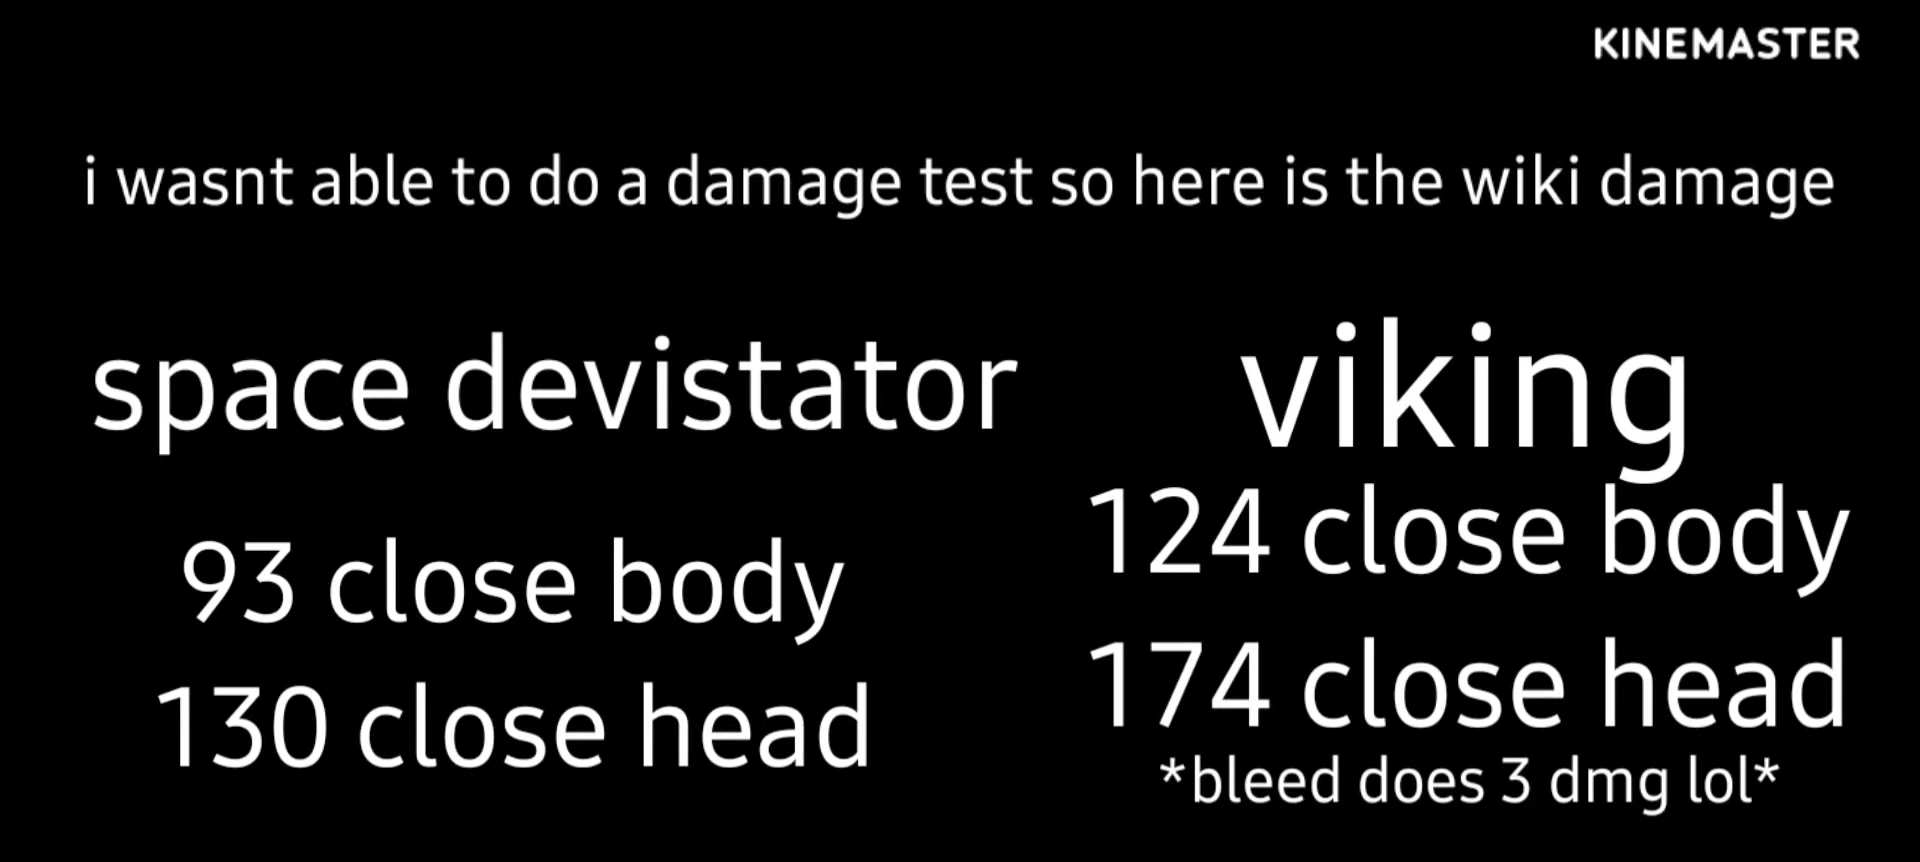 KINEMASTER
i wasnt able to do a damage test so here is the wiki damage
space devistator
93 close body
130 close head
viking
124 close body
174 close head
*bleed does 3 dmg lol*